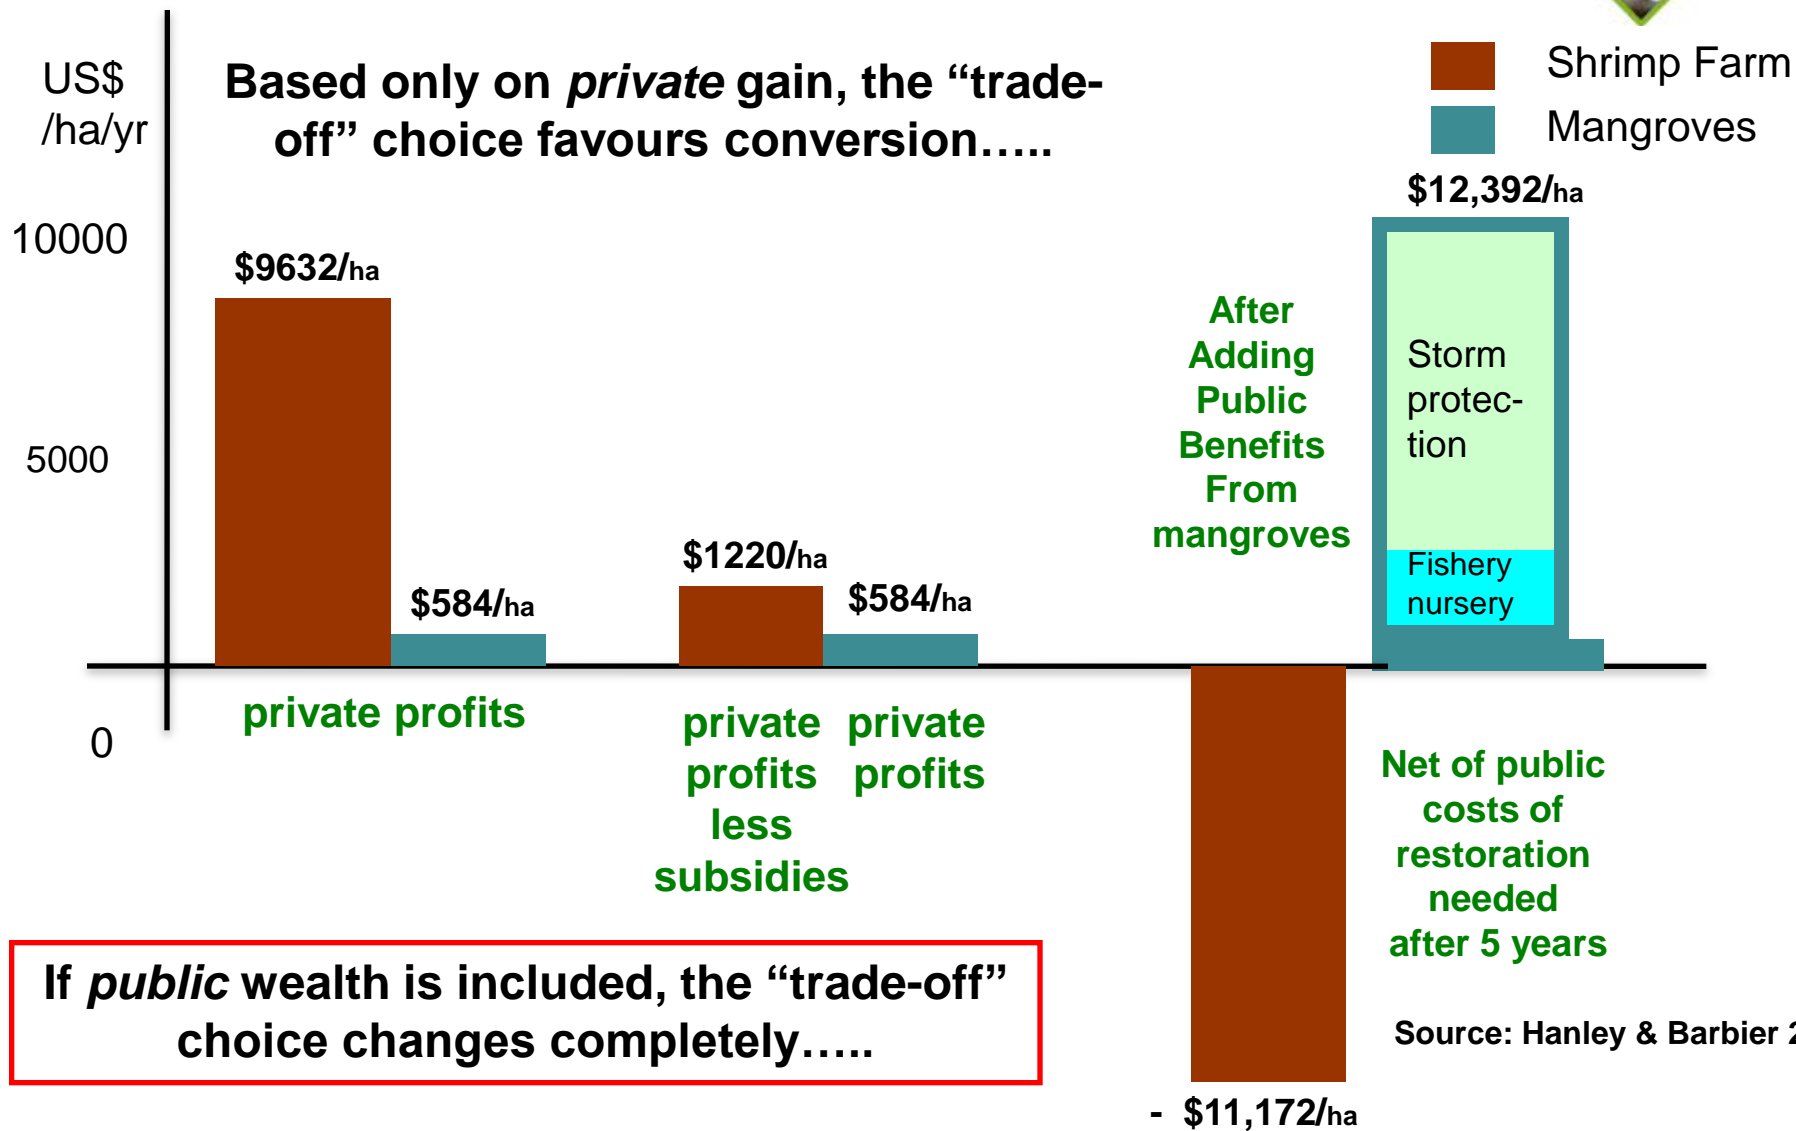 US$
/ha/yr
Based only on private gain, the “trade-
off” choice favours conversion…..
Shrimp Farm
Mangroves
10000
5000
0
$9632/ha
$584/ha
private profits
$1220/ha
$584/ha
private
profits
less
subsidies
private
profits
After
Adding
Public
Benefits
From
mangroves
$12,392/ha
Storm
protec-
tion
Fishery
nursery
Net of public
costs of
restoration
needed
after 5 years
- $11,172/ha
If public wealth is included, the “trade-off”
choice changes completely…..
Source: Hanley & Barbier